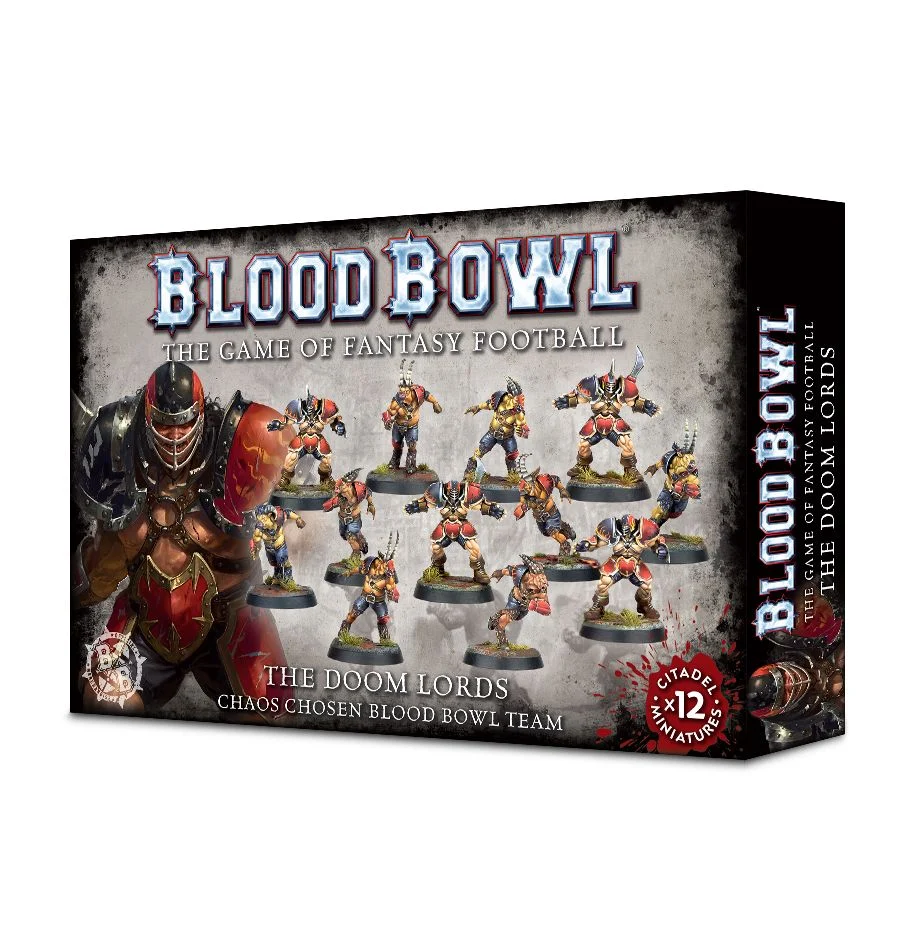 BLOOD BOWL®
THE GAME OF FANTASY FOOTBALL
THE DOOM LORDS
CHAOS CHOSEN BLOOD BOWL TEAM
CITADEL
x12
MINIATURES
BLOOD BOWL
THE GAME OF FANTASY FOOTBALL
THE DOOM LORDS